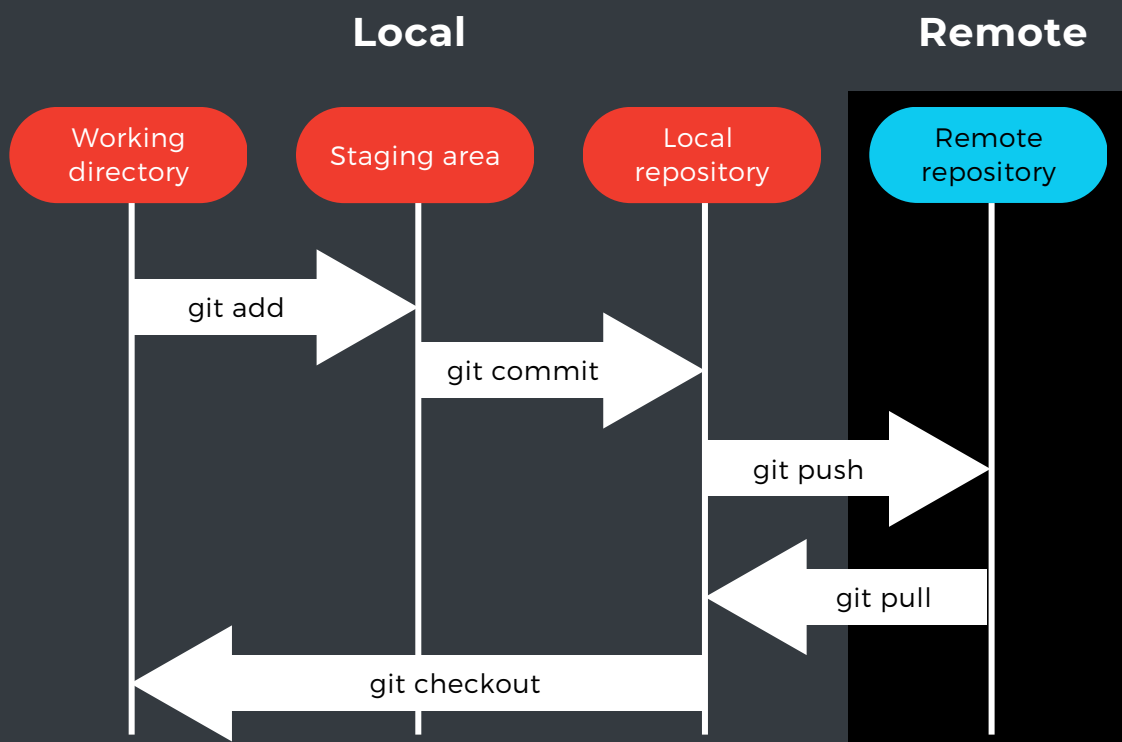 Local
Remote
Working
directory
Staging area
Local
repository
Remote
repository
git add
git commit
git push
git pull
git checkout